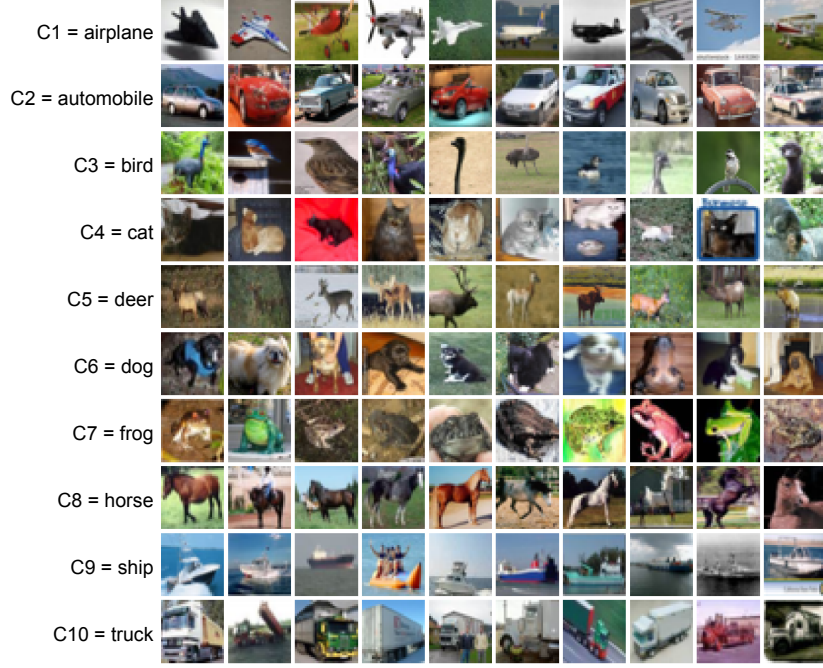 C1 = airplane
C2 = automobile
C3 = bird
C4 = cat
C5 = deer
C6 = dog
C7 = frog
C8 = horse
C9 = ship
C10 = truck